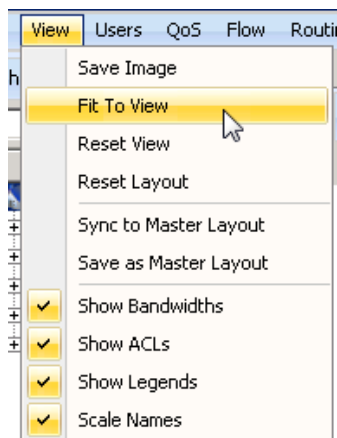 View Users QoS Flow
Save Image
Fit To View
Reset View
Reset Layout
Sync to Master Layout
Save as Master Layout
Show Bandwidths
Show ACLs
Show Legends
Scale Names